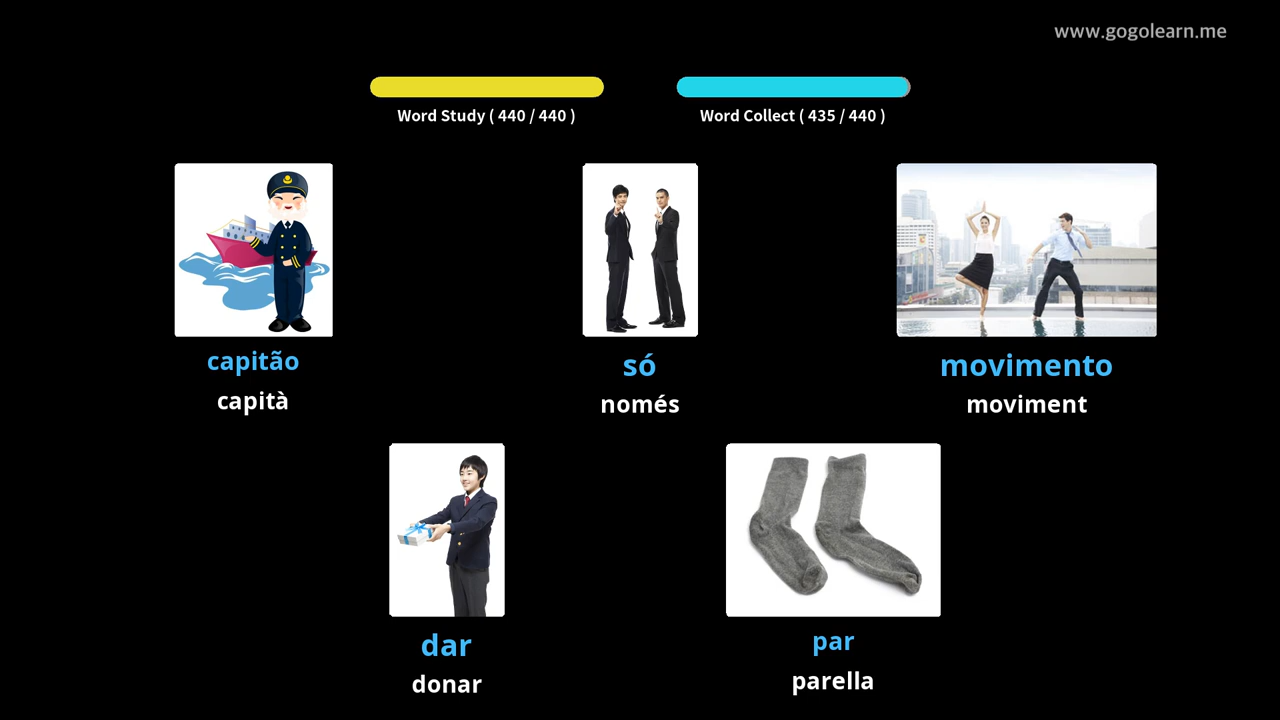 www.gogolearn.me
Word Study ( 440 / 440 )
Word Collect ( 435 / 440 )
capitão
capità
só
només
movimento
moviment
dar
donar
par
parella